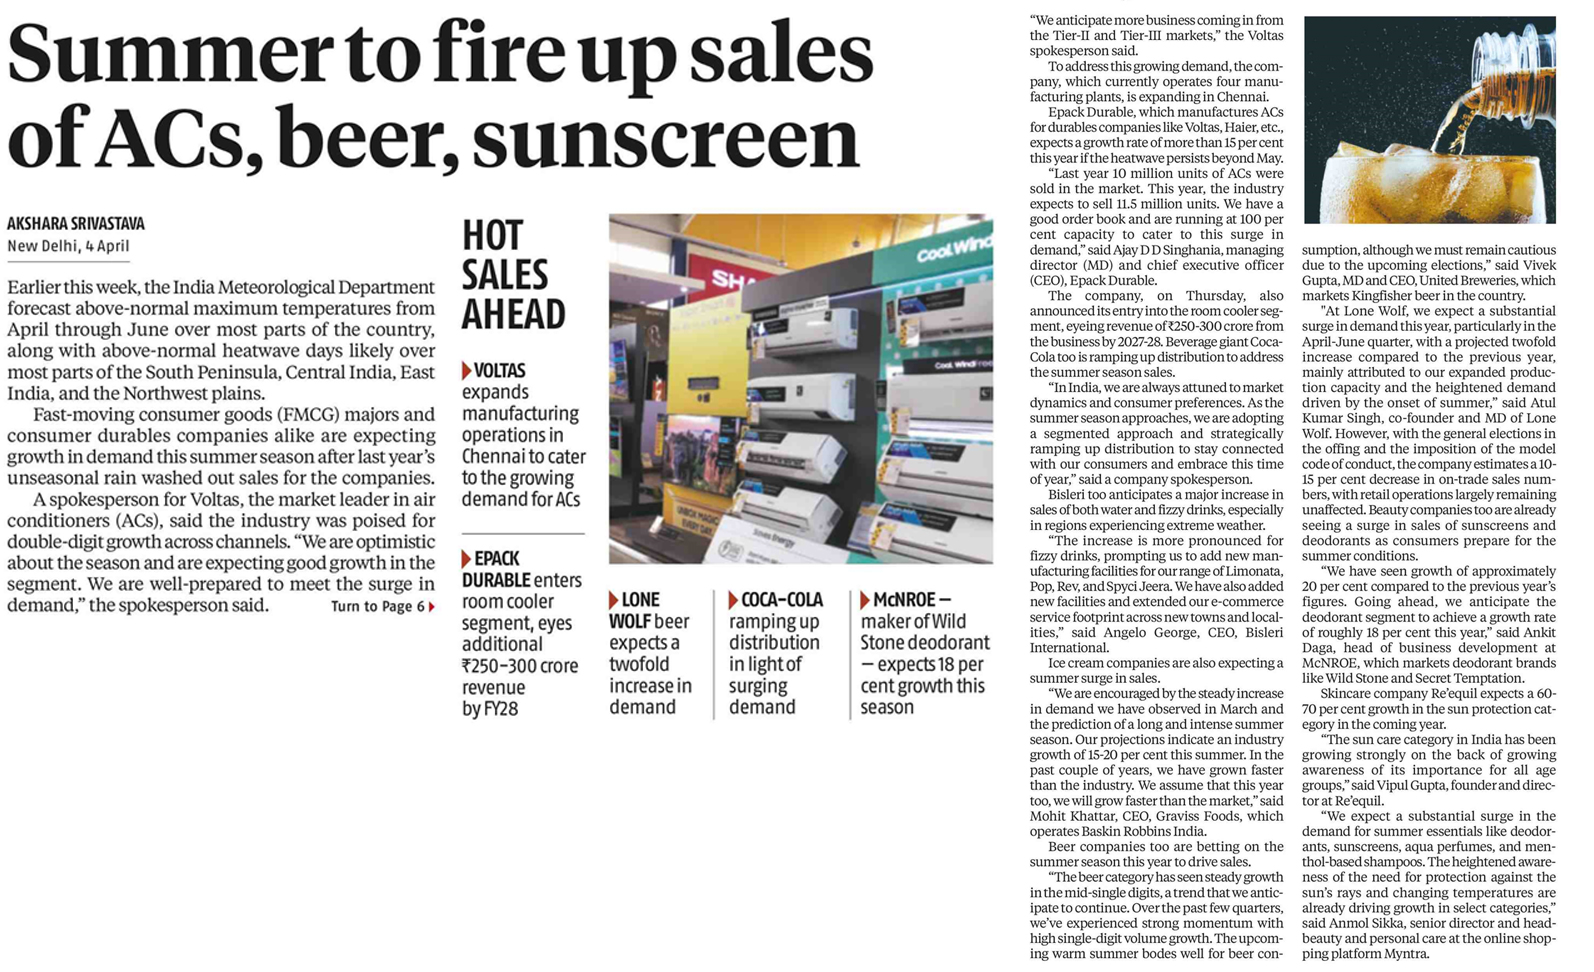 Summer to fire up sales
of ACs, beer, sunscreen
AKSHARA SRIVASTAVA
New Delhi, 4 April
Earlier this week, the India Meteorological Department
forecast above-normal maximum temperatures from
April through June over most parts of the country,
along with above-normal heatwave days likely over
most parts of the South Peninsula, Central India, East
India, and the Northwest plains.
Fast-moving consumer goods (FMCG) majors and
consumer durables companies alike are expecting
growth in demand this summer season after last year's
unseasonal rain washed out sales for the companies.
A spokesperson for Voltas, the market leader in air
conditioners (ACs), said the industry was poised for
double-digit growth across channels. “We are optimistic
about the season and are expecting good growth in the
segment. We are well-prepared to meet the surge in
demand,” the spokesperson said. Turn to Page 6
HOT
SALES
AHEAD
VOLTAS
expands
manufacturing
operations in
Chennai to cater
to the growing
demand for ACs
EPACK
DURABLE enters
room cooler
segment, eyes
additional
₹250–300 crore
revenue
by FY28
SHA
COOL Wind
Cool Wind
UNBOX MAGIC
EVERY DAY
Saves Energy
LONE
WOLF beer
expects a
twofold
increase in
demand
COCA-COLA
ramping up
distribution
in light of
surging
demand
McNROE —
maker of Wild
Stone deodorant
— expects 18 per
cent growth this
season
“We anticipate more business coming in from
the Tier-II and Tier-III markets,” the Voltas
spokesperson said.
To address this growing demand, the com-
pany, which currently operates four manu-
facturing plants, is expanding in Chennai.
Epack Durable, which manufactures ACs
for durables companies like Voltas, Haier, etc.,
expects a growth rate of more than 15 per cent
this year if the heatwave persists beyond May.
“Last year 10 million units of ACs were
sold in the market. This year, the industry
expects to sell 11.5 million units. We have a
good order book and are running at 100 per
cent capacity to cater to this surge in
demand,” said Ajay D D Singhania, managing
director (MD) and chief executive officer
(CEO), Epack Durable.
The company, on Thursday, also
announced its entry into the room cooler seg-
ment, eyeing revenue of ₹250-300 crore from
the business by 2027-28. Beverage giant Coca-
Cola too is ramping up distribution to address
the summer season sales.
“In India, we are always attuned to market
dynamics and consumer preferences. As the
summer season approaches, we are adopting
a segmented approach and strategically
ramping up distribution to stay connected
with our consumers and embrace this time
of year,” said a company spokesperson.
Bisleri too anticipates a major increase in
sales of both water and fizzy drinks, especially
in regions experiencing extreme weather.
“The increase is more pronounced for
fizzy drinks, prompting us to add new man-
ufacturing facilities for our range of Limonata,
Pop, Rev, and Spyci Jeera. We have also added
new facilities and extended our e-commerce
service footprint across new towns and local-
ities,” said Angelo George, CEO, Bisleri
International.
Ice cream companies are also expecting a
summer surge in sales.
“We are encouraged by the steady increase
in demand we have observed in March and
the prediction of a long and intense summer
season. Our projections indicate an industry
growth of 15-20 per cent this summer. In the
past couple of years, we have grown faster
than the industry. We assume that this year
too, we will grow faster than the market,” said
Mohit Khattar, CEO, Graviss Foods, which
operates Baskin Robbins India.
Beer companies too are betting on the
summer season this year to drive sales.
“The beer category has seen steady growth
in the mid-single digits, a trend that we antic-
ipate to continue. Over the past few quarters,
we've experienced strong momentum with
high single-digit volume growth. The upcom-
ing warm summer bodes well for beer con-
sumption, although we must remain cautious
due to the upcoming elections,” said Vivek
Gupta, MD and CEO, United Breweries, which
markets Kingfisher beer in the country.
"At Lone Wolf, we expect a substantial
surge in demand this year, particularly in the
April-June quarter, with a projected twofold
increase compared to the previous year,
mainly attributed to our expanded produc-
tion capacity and the heightened demand
driven by the onset of summer,” said Atul
Kumar Singh, co-founder and MD of Lone
Wolf. However, with the general elections in
the offing and the imposition of the model
code of conduct, the company estimates a 10-
15 per cent decrease in on-trade sales num-
bers, with retail operations largely remaining
unaffected. Beauty companies too are already
seeing a surge in sales of sunscreens and
deodorants as consumers prepare for the
summer conditions.
“We have seen growth of approximately
20 per cent compared to the previous year's
figures. Going ahead, we anticipate the
deodorant segment to achieve a growth rate
of roughly 18 per cent this year,” said Ankit
Daga, head of business development at
McNROE, which markets deodorant brands
like Wild Stone and Secret Temptation.
Skincare company Re'equil expects a 60-
70 per cent growth in the sun protection cat-
egory in the coming year.
“The sun care category in India has been
growing strongly on the back of growing
awareness of its importance for all age
groups,” said Vipul Gupta, founder and direc-
tor at Re'equil.
“We expect a substantial surge in the
demand for summer essentials like deodor-
ants, sunscreens, aqua perfumes, and men-
thol-based shampoos. The heightened aware-
ness of the need for protection against the
sun's rays and changing temperatures are
already driving growth in select categories,”
said Anmol Sikka, senior director and head-
beauty and personal care at the online shop-
ping platform Myntra.